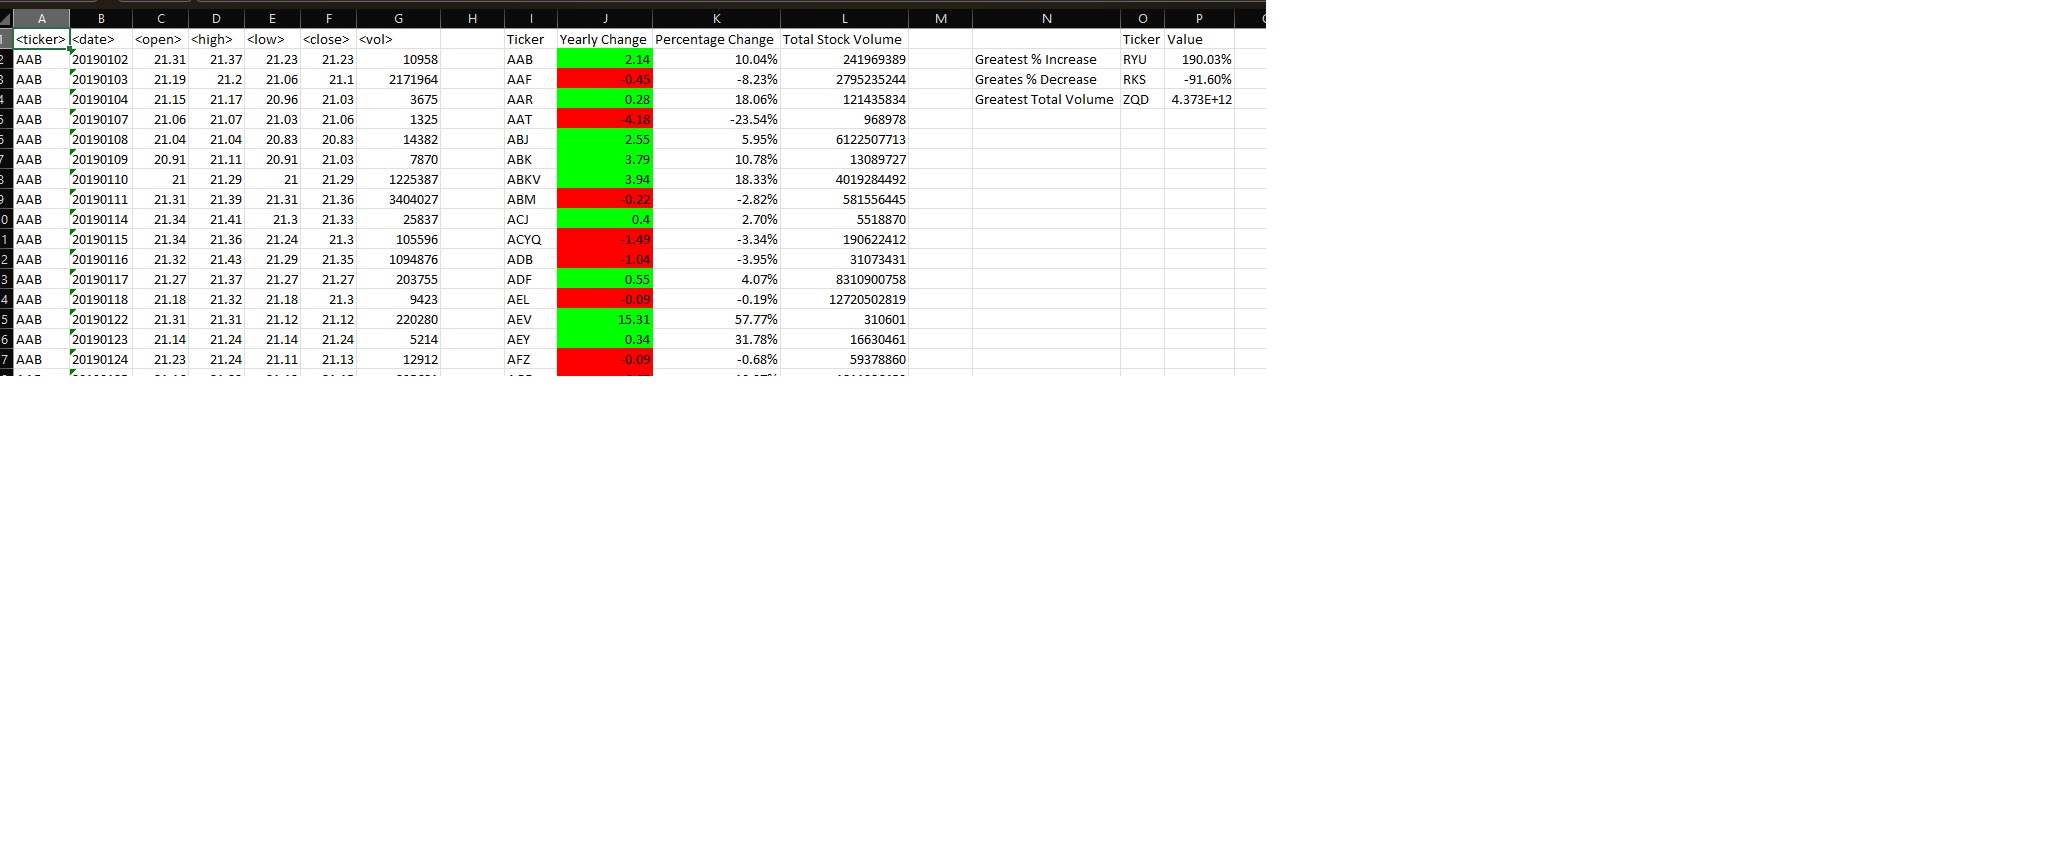 A B C D E F G H I J K L M N O P
<ticker> <date> <open> <high> <low> <close> <vol> Ticker Yearly Change Percentage Change Total Stock Volume Ticker Value
AAB 20190102 21.31 21.37 21.23 21.23 10958 AAB 2.14 10.04% 241969389 Greatest % Increase RYU 190.03%
AAB 20190103 21.19 21.2 21.06 21.1 2171964 AAF -0.45 -8.23% 2795235244 Greates % Decrease RKS -91.60%
AAB 20190104 21.15 21.17 20.96 21.03 3675 AAR 0.28 18.06% 121435834 Greatest Total Volume ZQD 4.373E+12
AAB 20190107 21.06 21.07 21.03 21.06 1325 AAT -4.18 -23.54% 968978
AAB 20190108 21.04 21.04 20.83 20.83 14382 ABJ 2.55 5.95% 6122507713
AAB 20190109 20.91 21.11 20.91 21.03 7870 ABK 3.79 10.78% 13089727
AAB 20190110 21 21.29 21 21.29 1225387 ABKV 3.94 18.33% 4019284492
AAB 20190111 21.31 21.39 21.31 21.36 3404027 ABM -0.22 -2.82% 581556445
0 AAB 20190114 21.34 21.41 21.3 21.33 25837 ACJ 0.4 2.70% 5518870
1 AAB 20190115 21.34 21.36 21.24 21.3 105596 ACYQ -1.49 -3.34% 190622412
2 AAB 20190116 21.32 21.43 21.29 21.35 1094876 ADB -1.04 -3.95% 31073431
3 AAB 20190117 21.27 21.37 21.27 21.27 203755 ADF 0.55 4.07% 8310900758
4 AAB 20190118 21.18 21.32 21.18 21.3 9423 AEL -0.09 -0.19% 12720502819
5 AAB 20190122 21.31 21.31 21.12 21.12 220280 AEV 15.31 57.77% 310601
6 AAB 20190123 21.14 21.24 21.14 21.24 5214 AEY 0.34 31.78% 16630461
7 AAB 20190124 21.23 21.24 21.11 21.13 12912 AFZ -0.09 -0.68% 59378860